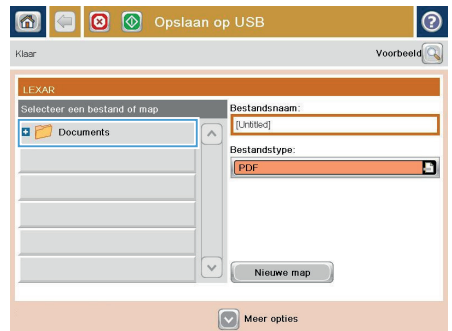 Opslaan op USB
Klaar
Voorbeeld
LEXAR
Selecteer een bestand of map
Bestandsnaam:
Documents
[Untitled]
Bestandstype:
PDF
Nieuwe map
Meer opties